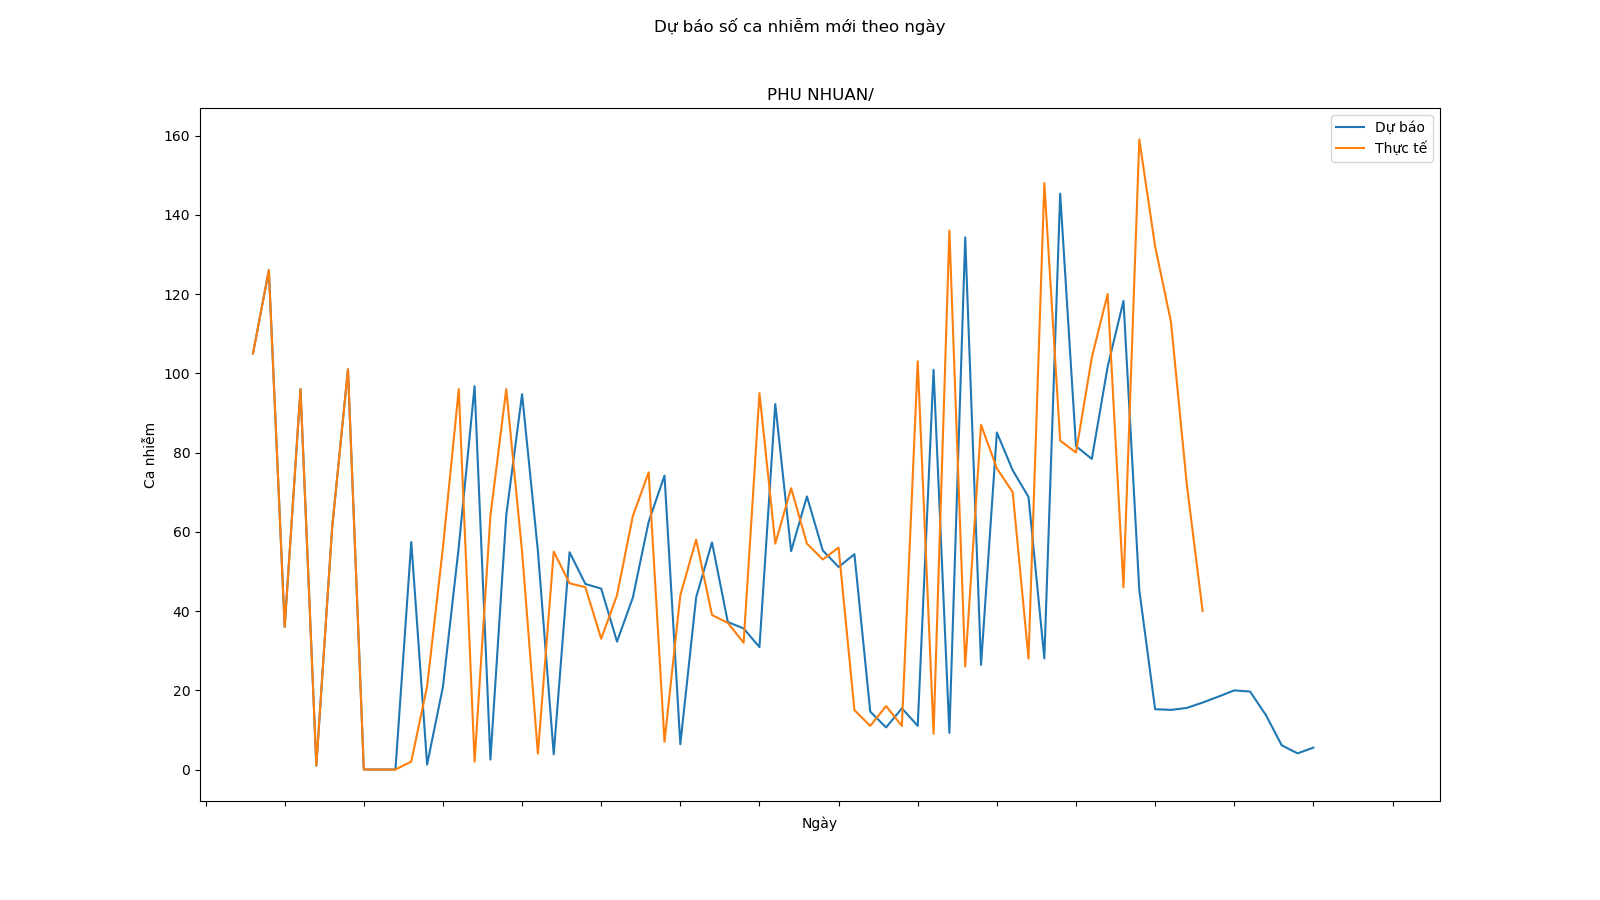 Dự báo số ca nhiễm mới theo ngày
PHU NHUAN/
Dự báo
Thực tế
160
140
120
100
80
60
40
20
0
Ca nhiễm
Ngày